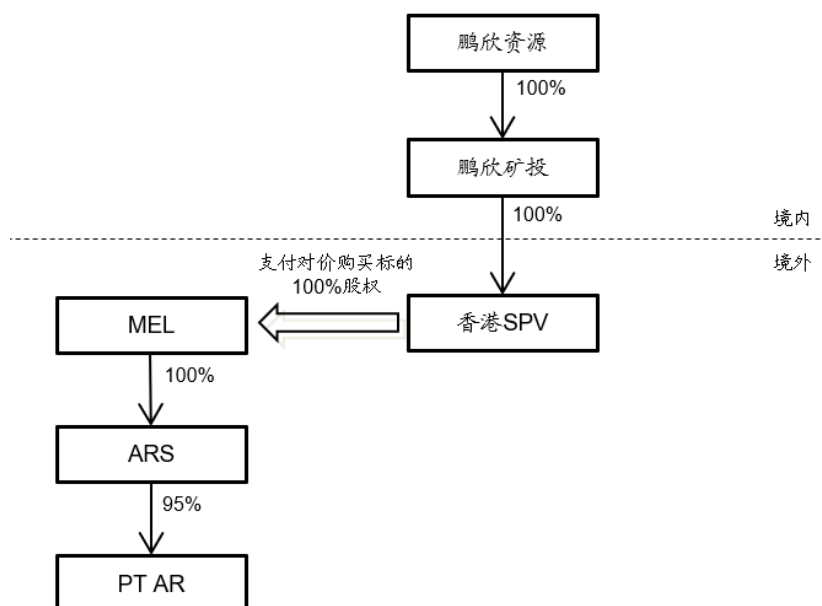 鹏欣资源
100%
鹏欣矿投
100%
境内
支付对价购买标的
100%股权
境外
MEL
香港SPV
100%
ARS
95%
PT AR